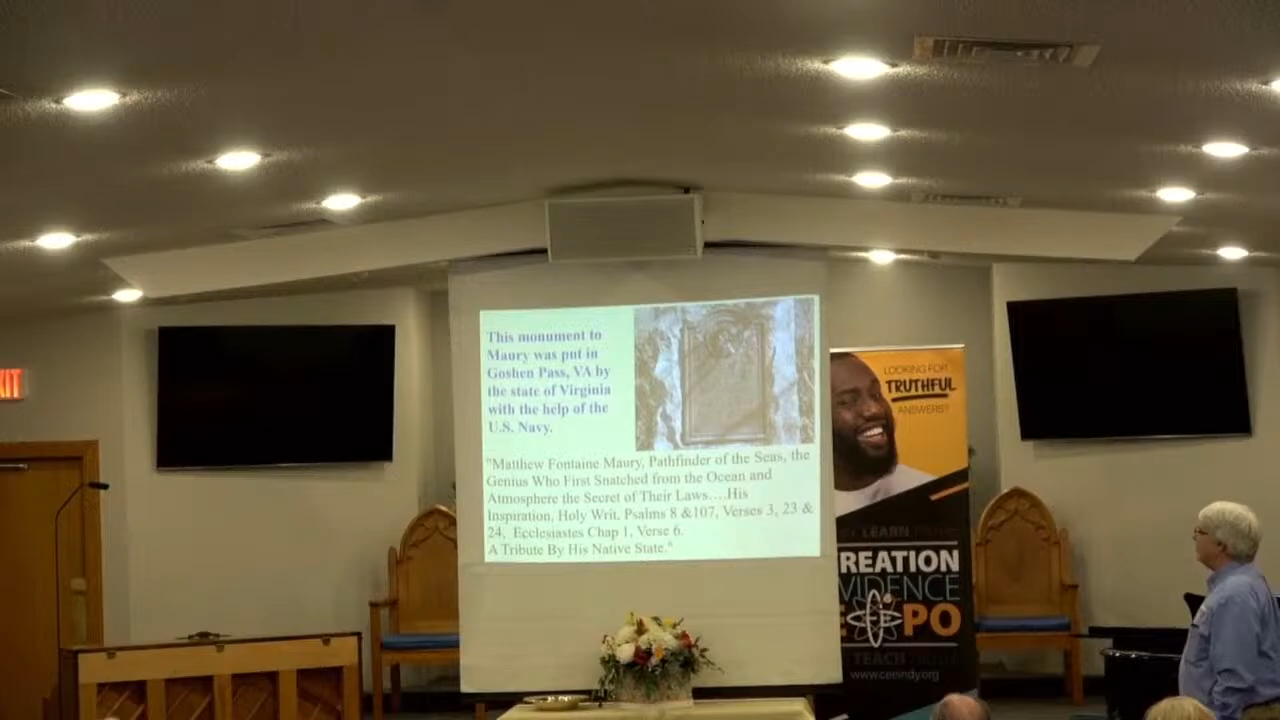 This monument to
Maury was put in
Goshen Pass, VA by
the state of Virginia
with the help of the
U.S. Navy.
"Matthew Fontaine Maury, Pathfinder of the Seas, the
Genius Who First Snatched from the Ocean and
Atmosphere the Secret of Their Laws….His
Inspiration, Holy Writ, Psalms 8 &107, Verses 3, 23 &
24, Ecclesiastes Chap 1, Verse 6.
A Tribute By His Native State."
LOOKING FOR
TRUTHFUL
ANSWERS?
LEARN
REATION
VIDENCE
E PO
TEACH
www.ceeindy.org
XIT